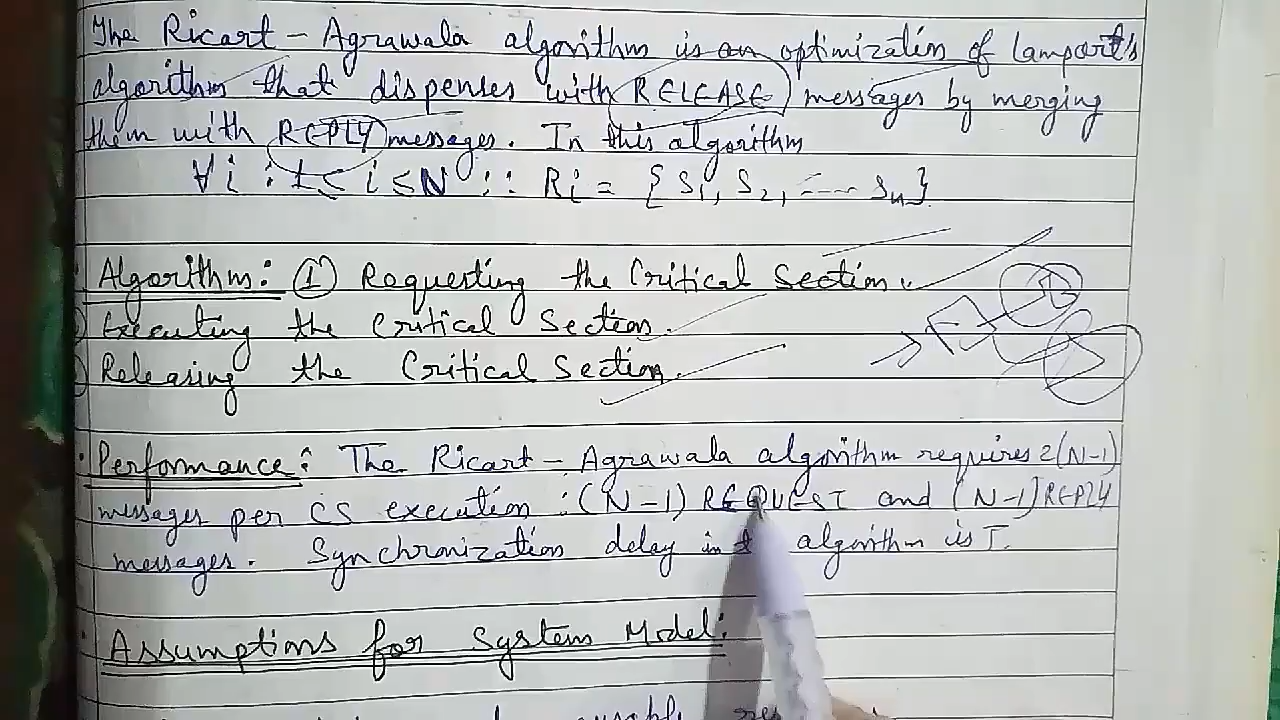 The Ricart - Agrawala algorithm is an optimization of Lamport's
algorithm that dispenses with RELEASE messages by merging
them with REPLY messages. In this algorithm
∀i : 1 ≤ i ≤ N :: Ri = {S1, S2, ---- Sn}
Algorithm: ① Requesting the Critical Section.
Executing the Critical Section.
Releasing the Critical Section.
Performance: The Ricart - Agrawala algorithm requires 2(N-1)
messages per CS execution : (N-1) REQUEST and (N-1) REPLY
messages. Synchronization delay in algorithm is T.
Assumptions for System Model: